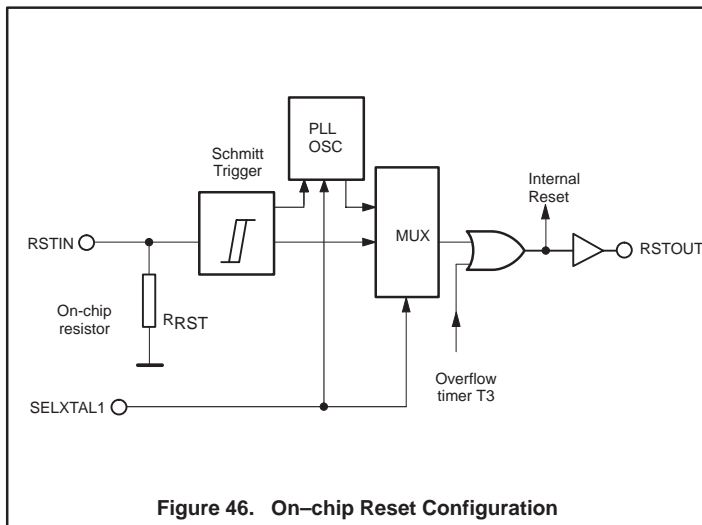 PLL
OSC
Schmitt
Trigger
Internal
Reset
MUX
RSTIN
RSTOUT
On-chip
resistor
RRST
Overflow
timer T3
SELXTAL1
Figure 46. On–chip Reset Configuration